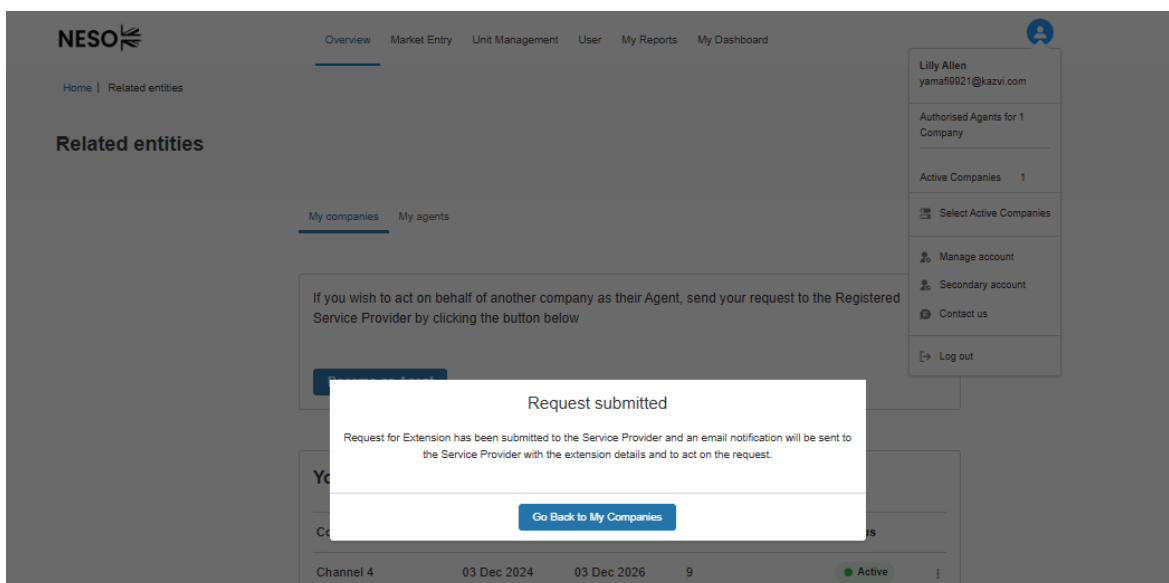 NESO
Overview Market Entry Unit Management User My Reports My Dashboard
Lilly Allen
yamafi9921@kazvi.com
Home | Related entities
Authorised Agents for 1
Company
Related entities
Active Companies 1
My companies My agents
Select Active Companies
Manage account
Secondary account
Contact us
Log out
If you wish to act on behalf of another company as their Agent, send your request to the Registered
Service Provider by clicking the button below
Become an Agent
Request submitted
Request for Extension has been submitted to the Service Provider and an email notification will be sent to
the Service Provider with the extension details and to act on the request.
Go Back to My Companies
Channel 4 03 Dec 2024 03 Dec 2026 9 Active